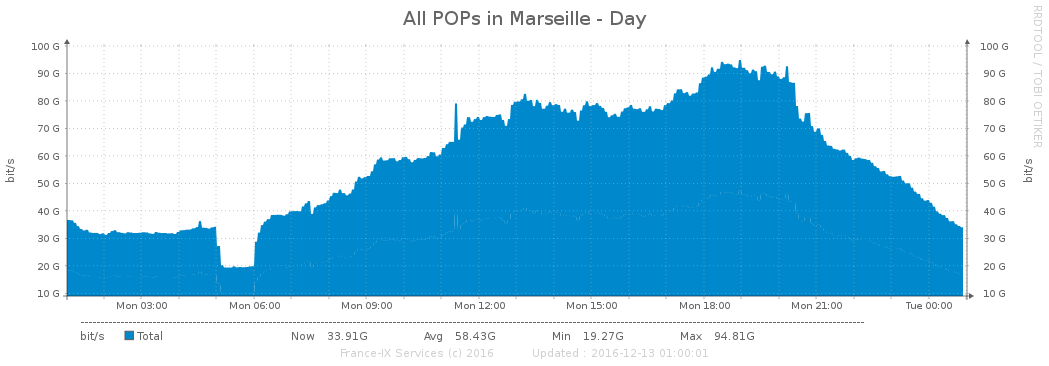 All POPs in Marseille - Day
RRDTOOL / TOBI OETIKER
100 G 100 G
90 G 90 G
80 G 80 G
70 G 70 G
60 G 60 G
50 G 50 G
40 G 40 G
30 G 30 G
20 G 20 G
10 G 10 G
bit/s
bit/s
Mon 03:00 Mon 06:00 Mon 09:00 Mon 12:00 Mon 15:00 Mon 18:00 Mon 21:00 Tue 00:00
bit/s Total Now 33.91G Avg 58.43G Min 19.27G Max 94.81G
France-IX Services (c) 2016 Updated : 2016-12-13 01:00:01